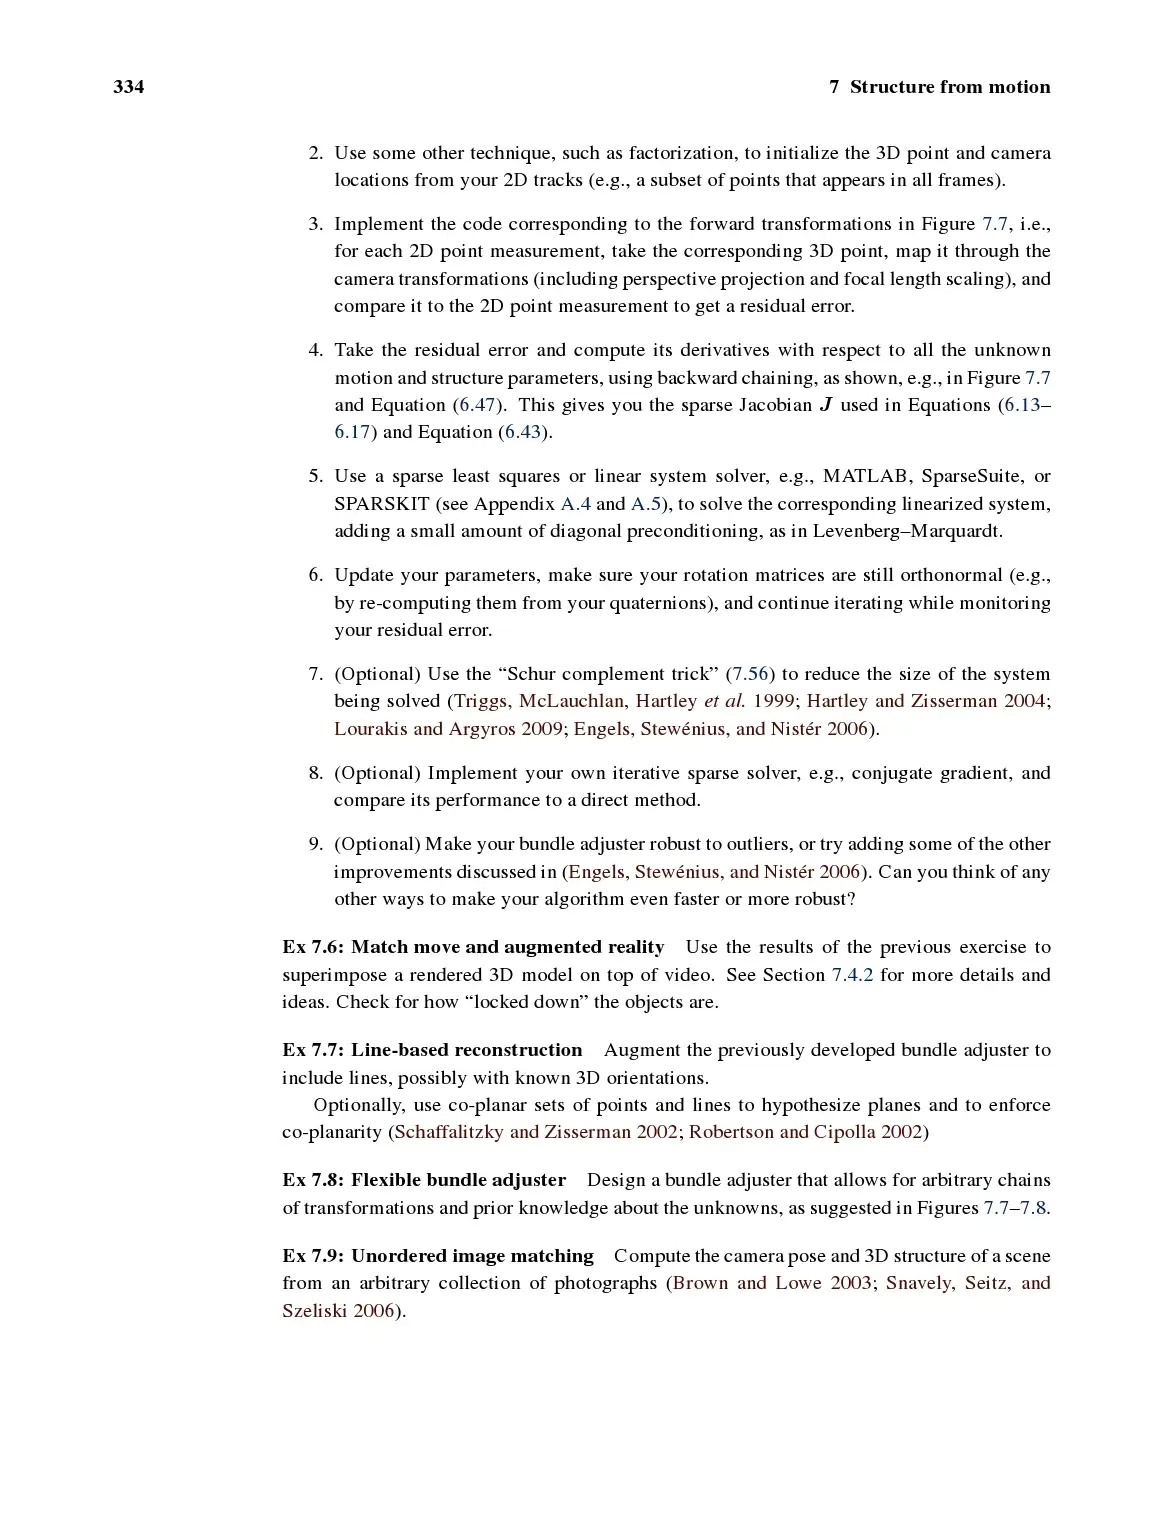 334
7 Structure from motion
2. Use some other technique, such as factorization, to initialize the 3D point and camera
locations from your 2D tracks (e.g., a subset of points that appears in all frames).
3. Implement the code corresponding to the forward transformations in Figure 7.7, i.e.,
for each 2D point measurement, take the corresponding 3D point, map it through the
camera transformations (including perspective projection and focal length scaling), and
compare it to the 2D point measurement to get a residual error.
4. Take the residual error and compute its derivatives with respect to all the unknown
motion and structure parameters, using backward chaining, as shown, e.g., in Figure 7.7
and Equation (6.47). This gives you the sparse Jacobian J used in Equations (6.13–
6.17) and Equation (6.43).
5. Use a sparse least squares or linear system solver, e.g., MATLAB, SparseSuite, or
SPARSKIT (see Appendix A.4 and A.5), to solve the corresponding linearized system,
adding a small amount of diagonal preconditioning, as in Levenberg–Marquardt.
6. Update your parameters, make sure your rotation matrices are still orthonormal (e.g.,
by re-computing them from your quaternions), and continue iterating while monitoring
your residual error.
7. (Optional) Use the “Schur complement trick” (7.56) to reduce the size of the system
being solved (Triggs, McLauchlan, Hartley et al. 1999; Hartley and Zisserman 2004;
Lourakis and Argyros 2009; Engels, Stewénius, and Nistér 2006).
8. (Optional) Implement your own iterative sparse solver, e.g., conjugate gradient, and
compare its performance to a direct method.
9. (Optional) Make your bundle adjuster robust to outliers, or try adding some of the other
improvements discussed in (Engels, Stewénius, and Nistér 2006). Can you think of any
other ways to make your algorithm even faster or more robust?
Ex 7.6: Match move and augmented reality Use the results of the previous exercise to
superimpose a rendered 3D model on top of video. See Section 7.4.2 for more details and
ideas. Check for how “locked down” the objects are.
Ex 7.7: Line-based reconstruction Augment the previously developed bundle adjuster to
include lines, possibly with known 3D orientations.
Optionally, use co-planar sets of points and lines to hypothesize planes and to enforce
co-planarity (Schaffalitzky and Zisserman 2002; Robertson and Cipolla 2002)
Ex 7.8: Flexible bundle adjuster Design a bundle adjuster that allows for arbitrary chains
of transformations and prior knowledge about the unknowns, as suggested in Figures 7.7–7.8.
Ex 7.9: Unordered image matching Compute the camera pose and 3D structure of a scene
from an arbitrary collection of photographs (Brown and Lowe 2003; Snavely, Seitz, and
Szeliski 2006).